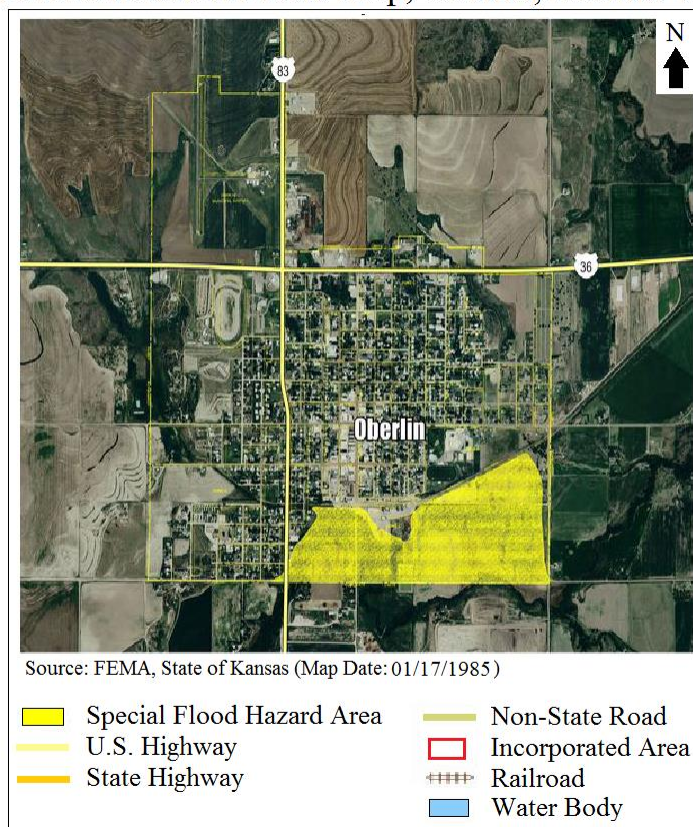 N
83
36
Oberlin
Source: FEMA, State of Kansas (Map Date: 01/17/1985)
Special Flood Hazard Area
U.S. Highway
State Highway
Non-State Road
Incorporated Area
Railroad
Water Body